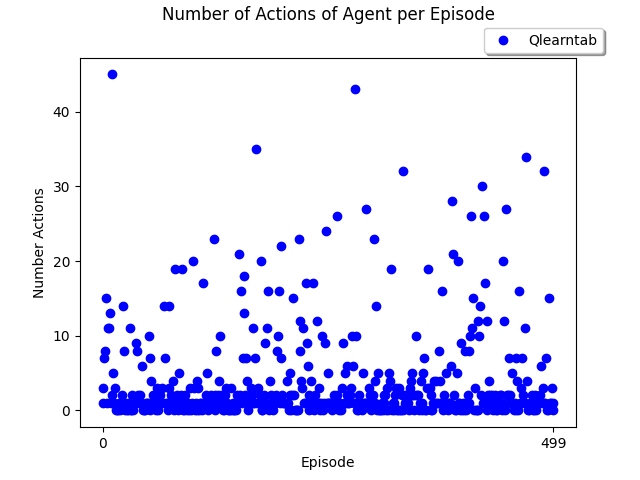 Number of Actions of Agent per Episode
Qlearntab
40
30
20
10
0
Number Actions
0 499
Episode